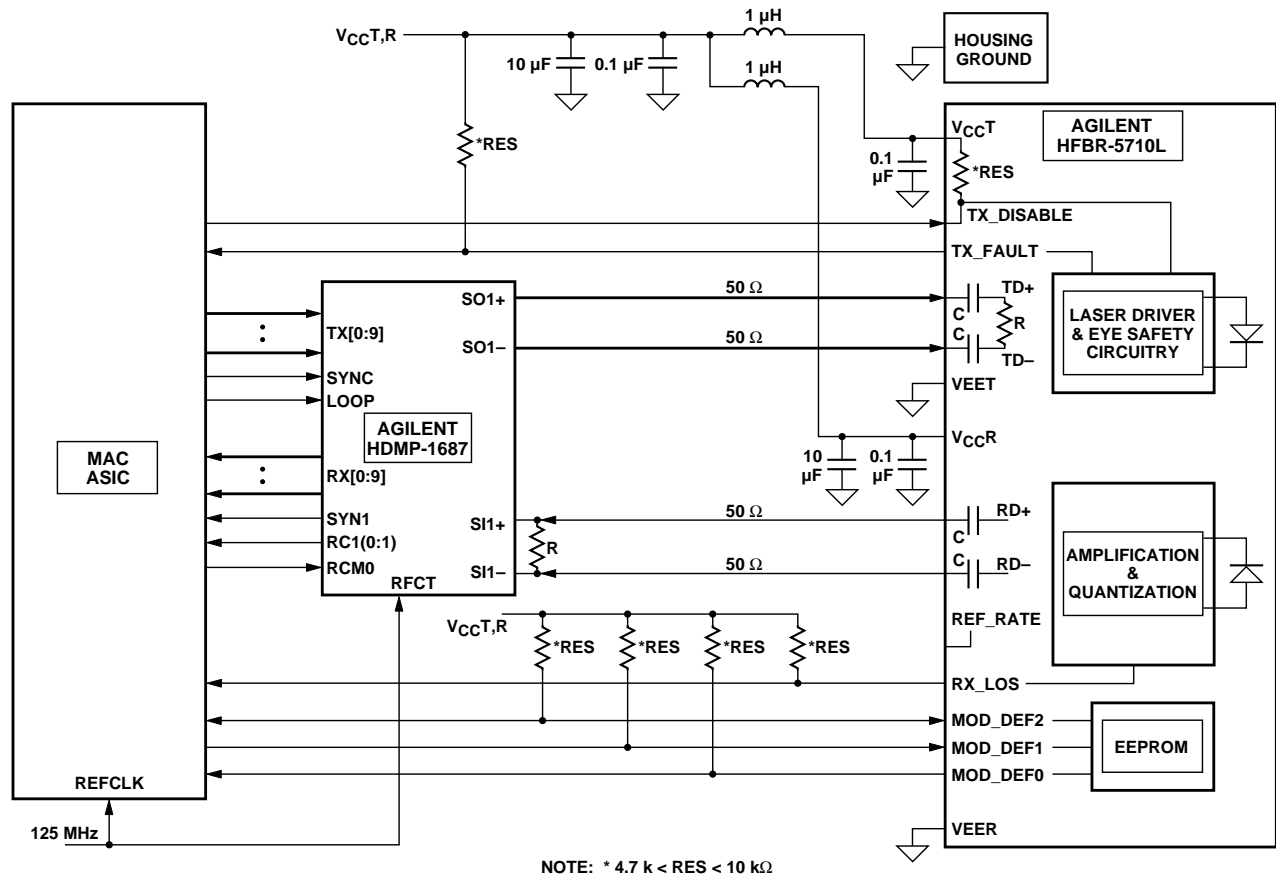 VCCT,R
1 µH
10 µF
0.1 µF
1 µH
HOUSING
GROUND
*RES
VCCT
AGILENT
HFBR-5710L
0.1
µF
*RES
TX_DISABLE
TX_FAULT
SO1+
50 Ω
TD+
C
R
LASER DRIVER
& EYE SAFETY
CIRCUITRY
TX[0:9]
:
SO1–
50 Ω
C
TD–
SYNC
LOOP
VEET
AGILENT
HDMP-1687
MAC
ASIC
VCCR
10
µF
0.1
µF
RX[0:9]
:
SYN1
SI1+
50 Ω
RD+
C
RC1(0:1)
R
AMPLIFICATION
&
QUANTIZATION
RCM0
SI1–
50 Ω
C
RD–
RFCT
REF_RATE
VCCT,R
*RES
*RES
*RES
*RES
RX_LOS
MOD_DEF2
MOD_DEF1
EEPROM
MOD_DEF0
REFCLK
125 MHz
VEER
NOTE: * 4.7 k < RES < 10 kΩ